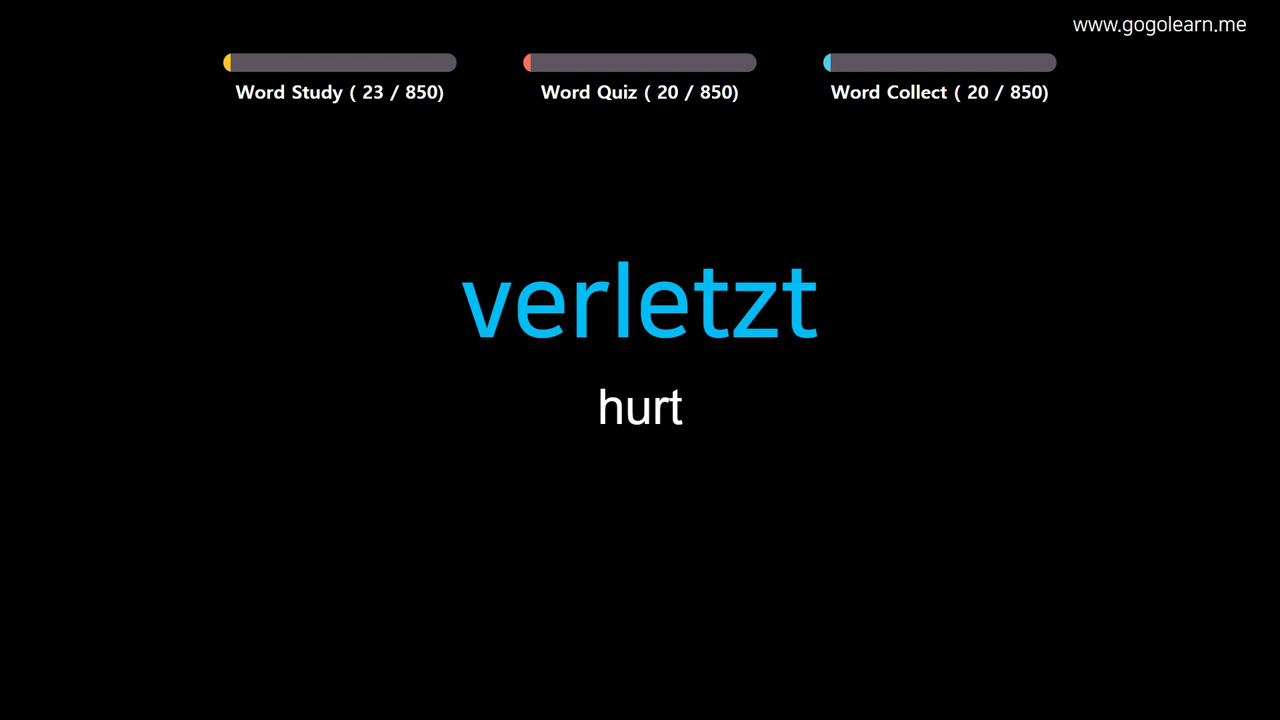 www.gogolearn.me
Word Study ( 23 / 850)
Word Quiz ( 20 / 850)
Word Collect ( 20 / 850)
verletzt
hurt